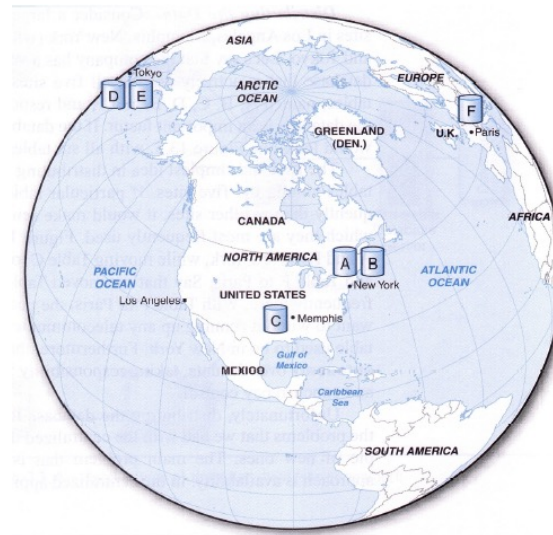 ASIA
Tokyo
D E
ARCTIC
OCEAN
EUROPE
F
U.K.
Paris
GREENLAND
(DEN.)
AFRICA
CANADA
NORTH AMERICA
A B
PACIFIC
OCEAN
ATLANTIC
OCEAN
New York
Los Angeles
UNITED STATES
C
Memphis
Gulf of
Mexico
MEXICO
Caribbean
Sea
SOUTH AMERICA